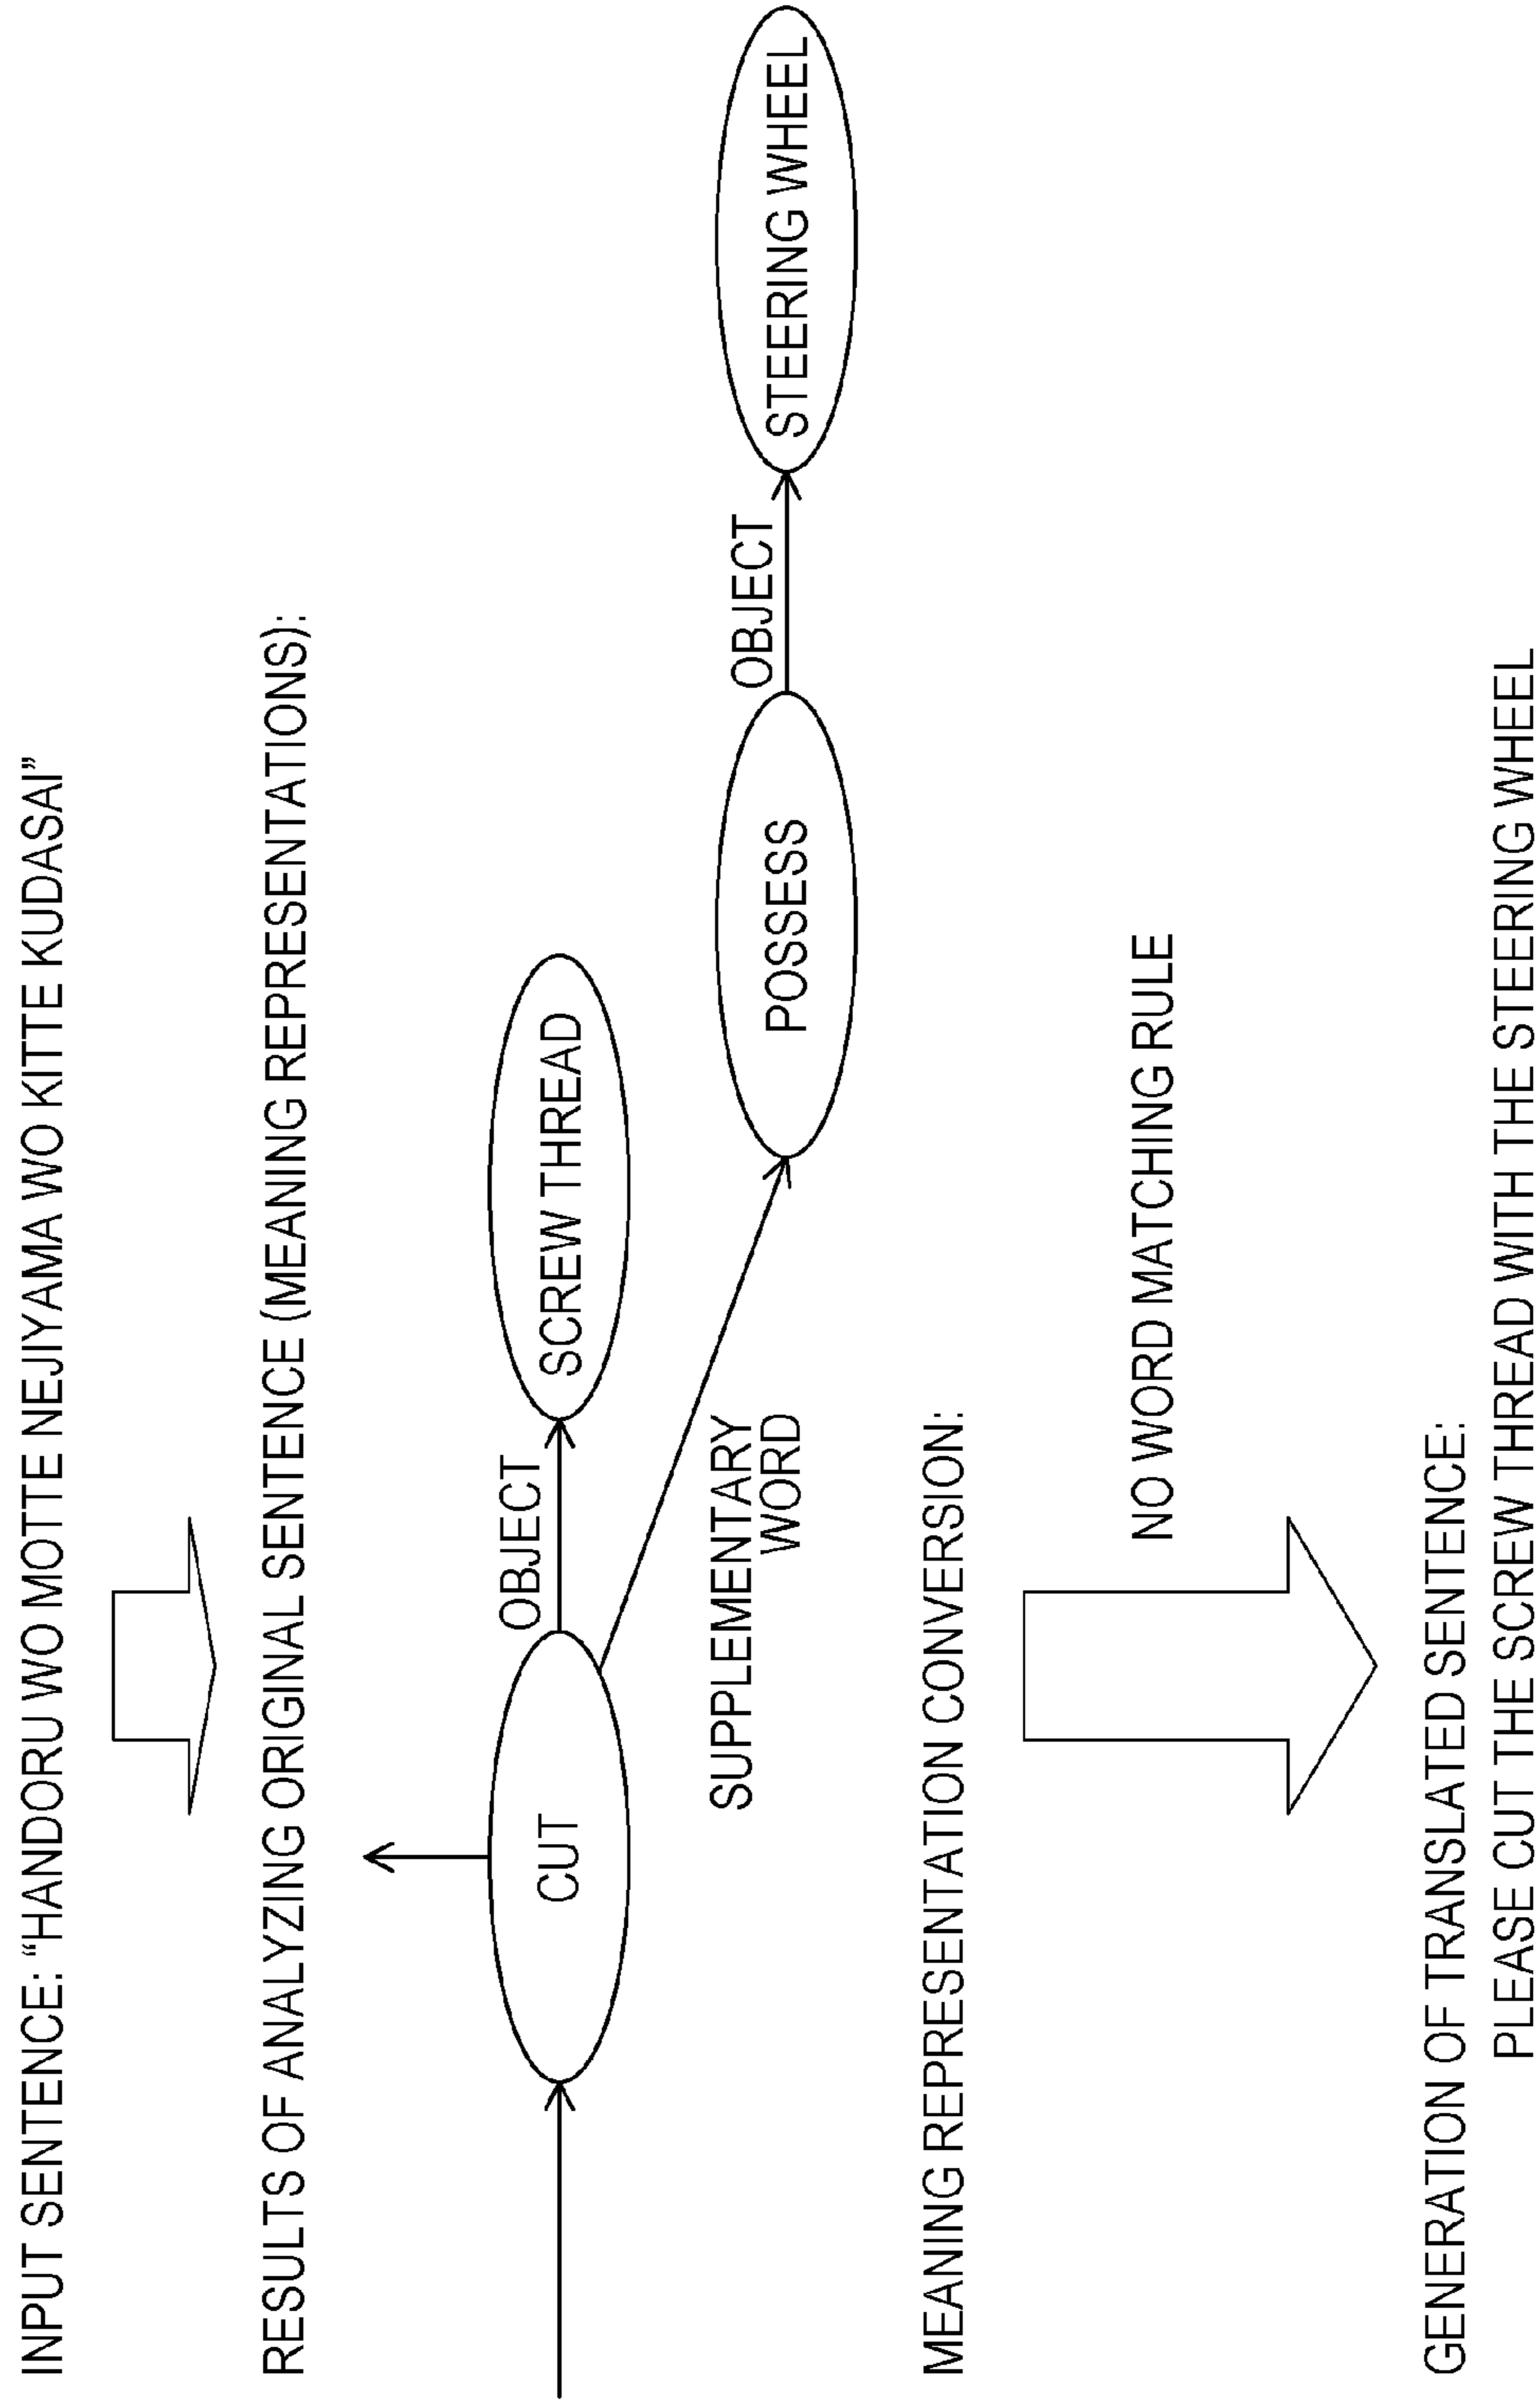 INPUT SENTENCE: “HANDORU WO MOTTE NEJIYAMA WO KITTE KUDASAI”
RESULTS OF ANALYZING ORIGINAL SENTENCE (MEANING REPRESENTATIONS):
CUT
OBJECT
SCREW THREAD
SUPPLEMENTARY
WORD
POSSESS
OBJECT
STEERING WHEEL
MEANING REPRESENTATION CONVERSION:
NO WORD MATCHING RULE
GENERATION OF TRANSLATED SENTENCE:
PLEASE CUT THE SCREW THREAD WITH THE STEERING WHEEL